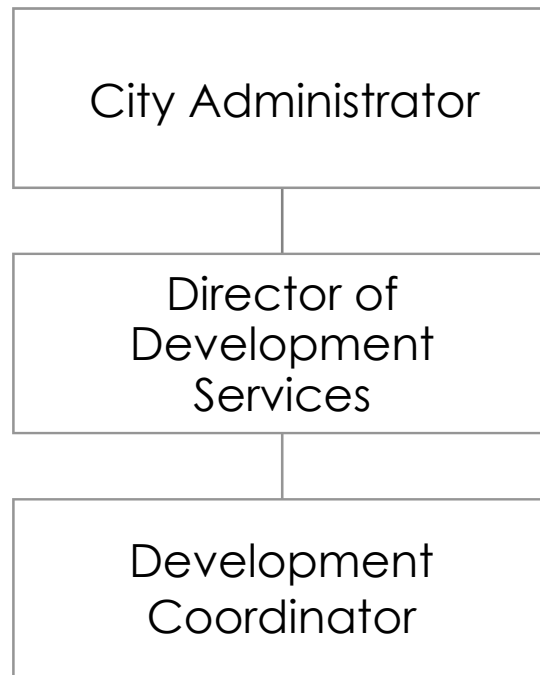 City Administrator
Director of
Development
Services
Development
Coordinator